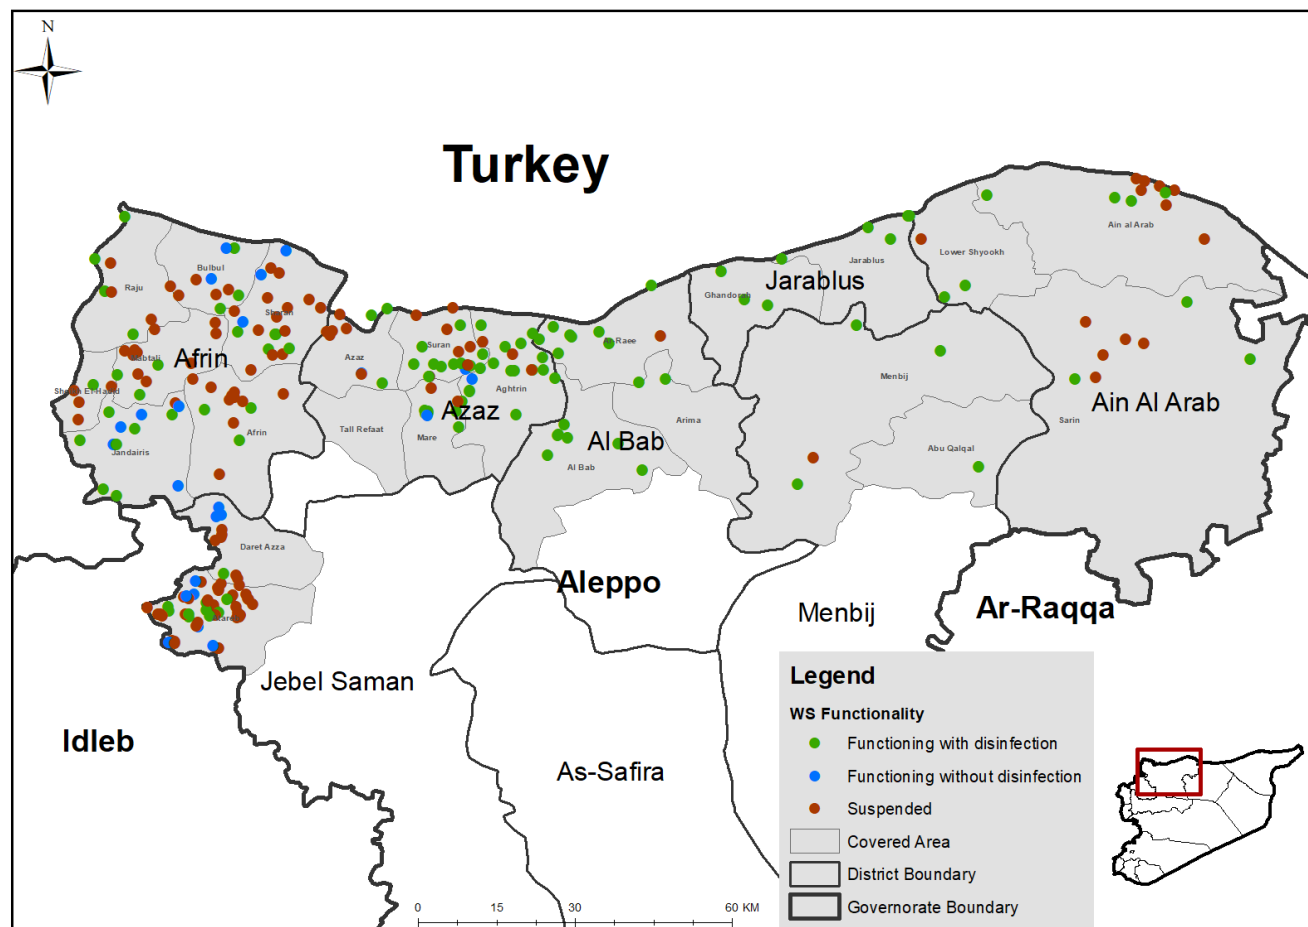 N
Turkey
Ain al Arab
Lower Shyookh
Jarablus
Bulbul
Jarablus
Raju
Ghandorah
Sharan
Suran
Ar-Raee
Azaz
Afrin
Menbij
Aghtrin
Ain Al Arab
Azaz
Arima
Sarin
Afrin
Tall Refaat
Mare
Al Bab
Al Bab
Abu Qalqal
Jandairis
Daret Azza
Aleppo
Menbij
Ar-Raqqa
Jebel Saman
Idleb
As-Safira
Legend
WS Functionality
Functioning with disinfection
Functioning without disinfection
Suspended
Covered Area
District Boundary
Governorate Boundary
0 15 30 60 KM